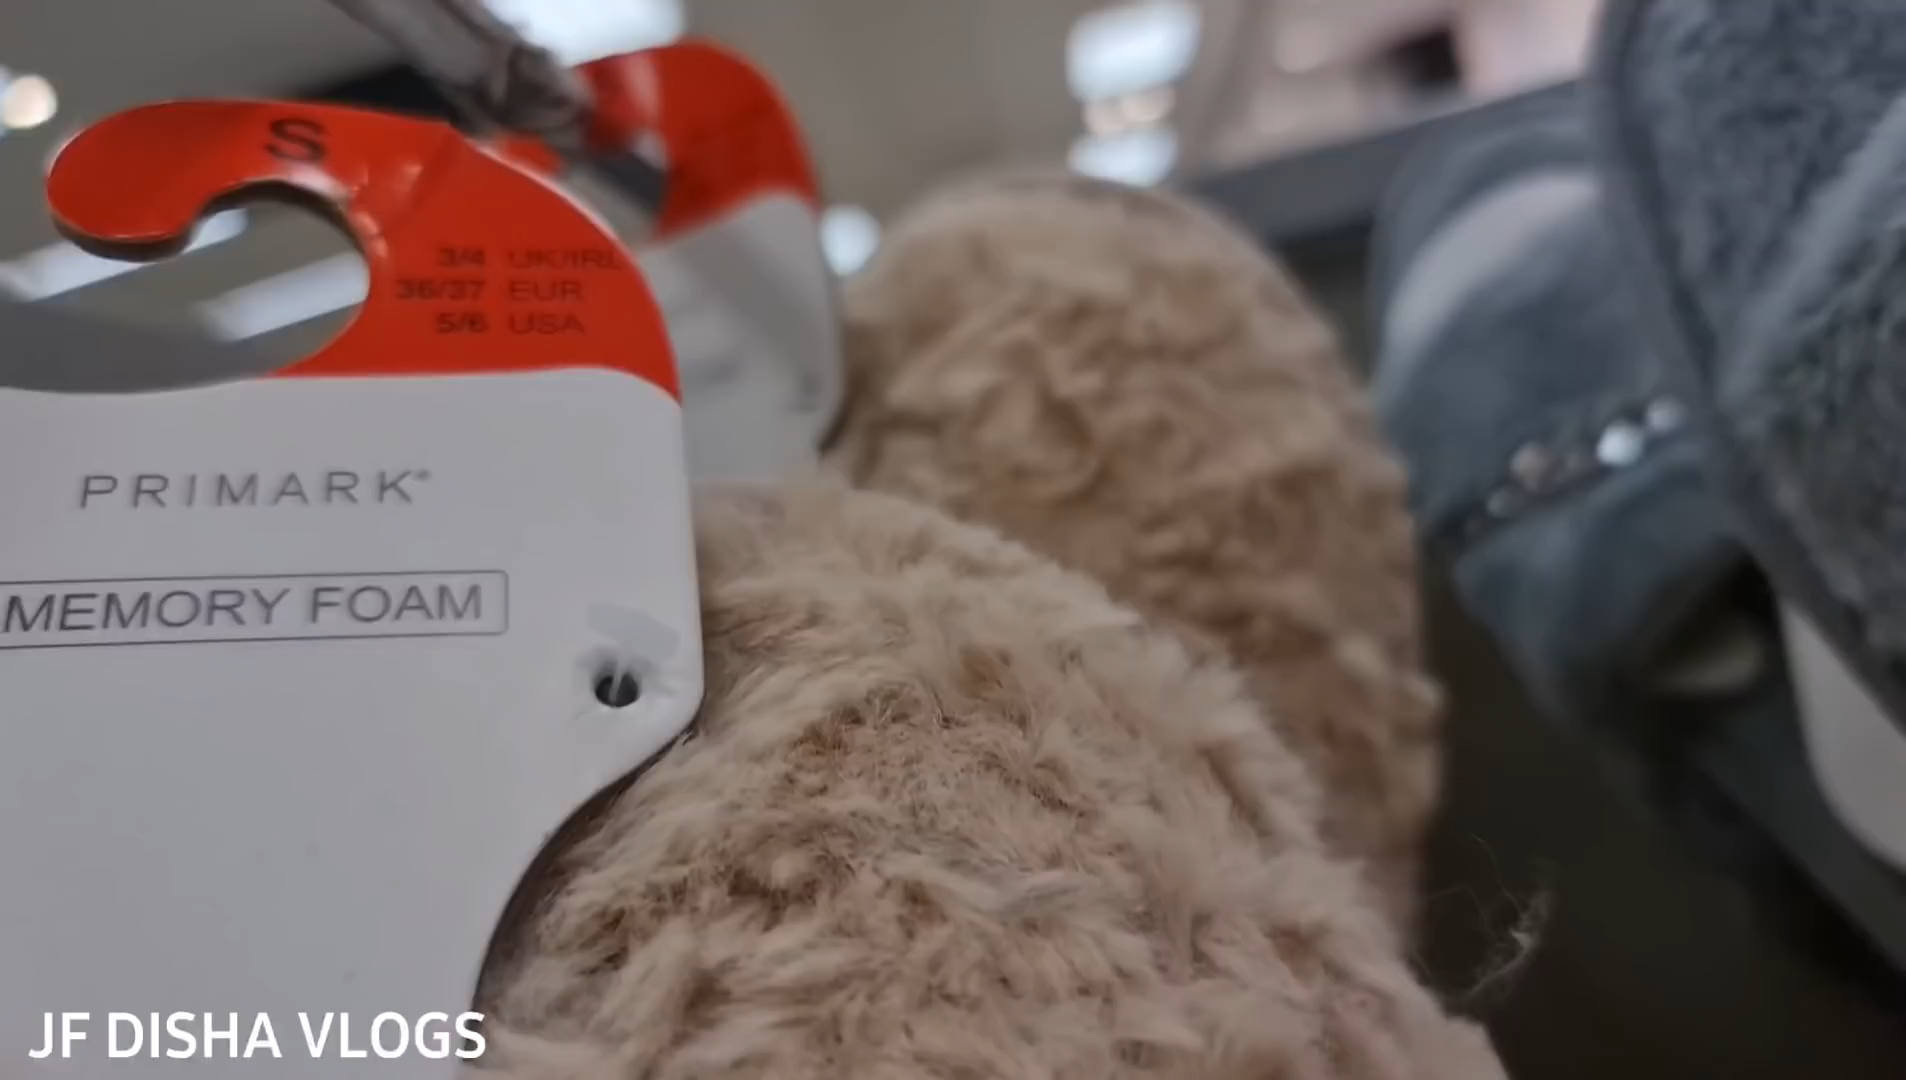 S
3/4 UK/IRL
36/37 EUR
5/6 USA
PRIMARK®
MEMORY FOAM
JF DISHA VLOGS